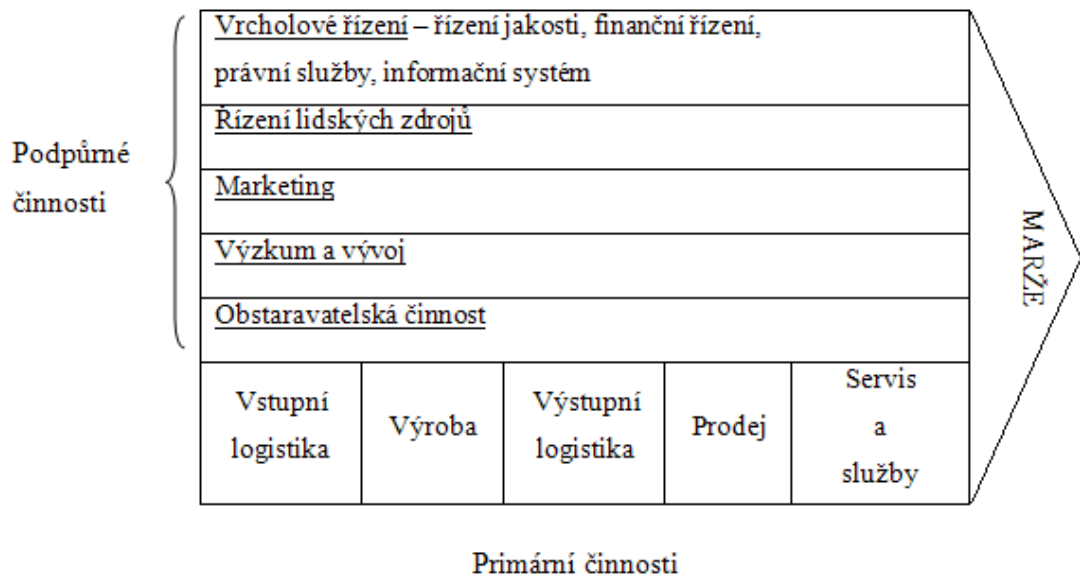 Podpůrné
činnosti
Vrcholové řízení – řízení jakosti, finanční řízení,
právní služby, informační systém
Řízení lidských zdrojů
Marketing
Výzkum a vývoj
Obstaravatelská činnost
Vstupní
logistika
Výroba
Výstupní
logistika
Prodej
Servis
a
služby
MARŽE
Primární činnosti